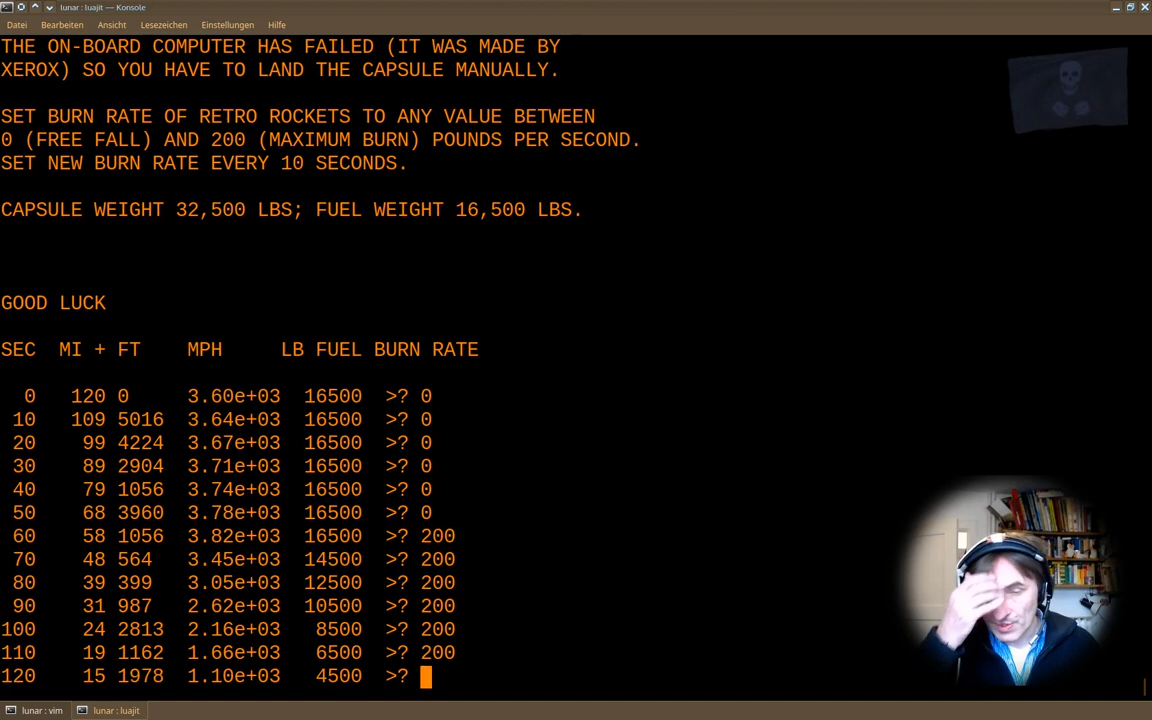 lunar : luajit — Konsole
Datei Bearbeiten Ansicht Lesezeichen Einstellungen Hilfe
THE ON-BOARD COMPUTER HAS FAILED (IT WAS MADE BY
XEROX) SO YOU HAVE TO LAND THE CAPSULE MANUALLY.
SET BURN RATE OF RETRO ROCKETS TO ANY VALUE BETWEEN
0 (FREE FALL) AND 200 (MAXIMUM BURN) POUNDS PER SECOND.
SET NEW BURN RATE EVERY 10 SECONDS.
CAPSULE WEIGHT 32,500 LBS; FUEL WEIGHT 16,500 LBS.
GOOD LUCK
SEC MI + FT MPH LB FUEL BURN RATE
0 120 0 3.60e+03 16500 >? 0
10 109 5016 3.64e+03 16500 >? 0
20 99 4224 3.67e+03 16500 >? 0
30 89 2904 3.71e+03 16500 >? 0
40 79 1056 3.74e+03 16500 >? 0
50 68 3960 3.78e+03 16500 >? 0
60 58 1056 3.82e+03 16500 >? 200
70 48 564 3.45e+03 14500 >? 200
80 39 399 3.05e+03 12500 >? 200
90 31 987 2.62e+03 10500 >? 200
100 24 2813 2.16e+03 8500 >? 200
110 19 1162 1.66e+03 6500 >? 200
120 15 1978 1.10e+03 4500 >?
lunar : vim lunar : luajit